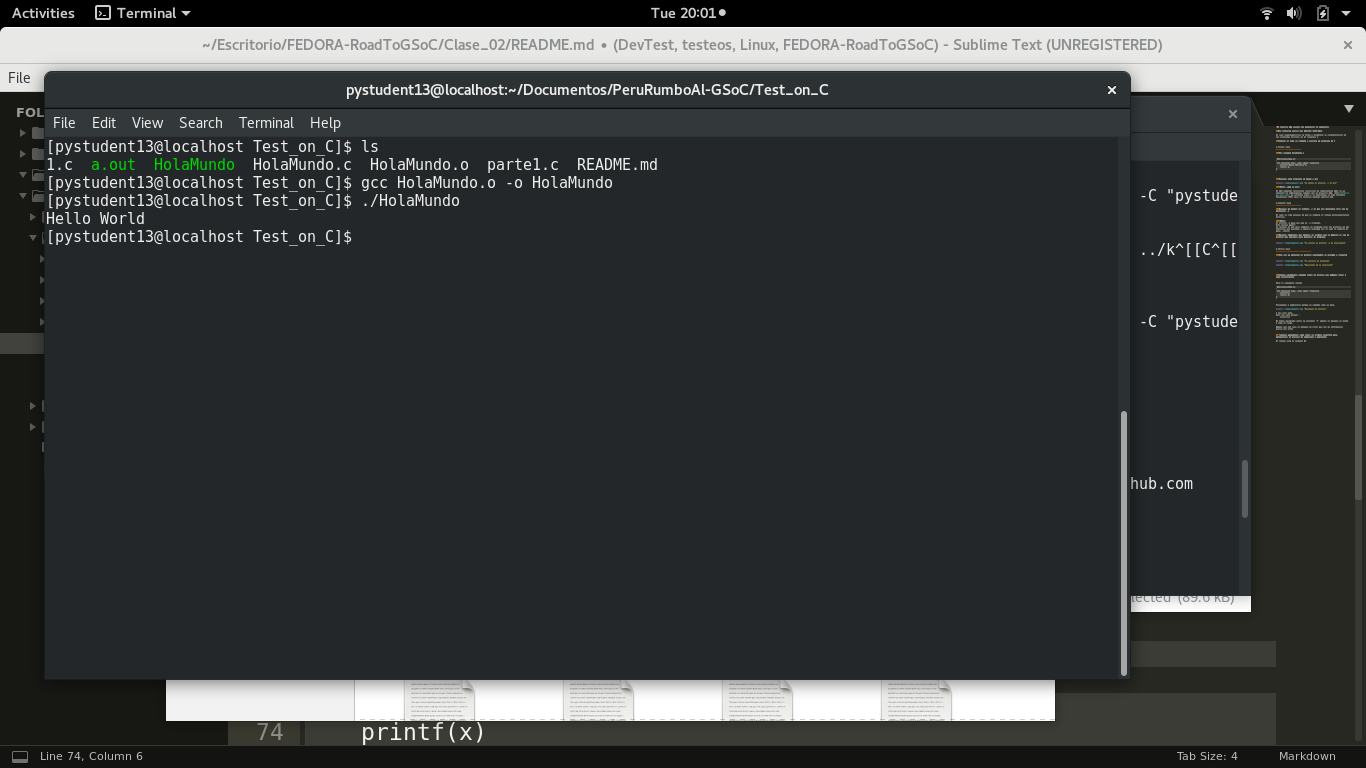 Activities Terminal Tue 20:01
~/Escritorio/FEDORA-RoadToGSoC/Clase_02/README.md • (DevTest, testeos, Linux, FEDORA-RoadToGSoC) - Sublime Text (UNREGISTERED)
File
FOL
pystudent13@localhost:~/Documentos/PeruRumboAl-GSoC/Test_on_C
File Edit View Search Terminal Help
[pystudent13@localhost Test_on_C]$ ls
1.c a.out HolaMundo HolaMundo.c HolaMundo.o parte1.c README.md
[pystudent13@localhost Test_on_C]$ gcc HolaMundo.o -o HolaMundo
[pystudent13@localhost Test_on_C]$ ./HolaMundo
Hello World
[pystudent13@localhost Test_on_C]$
-C "pystude
../k^[[C^[[
-C "pystude
hub.com
ected (89.6 kB)
74 printf(x)
Line 74, Column 6 Tab Size: 4 Markdown